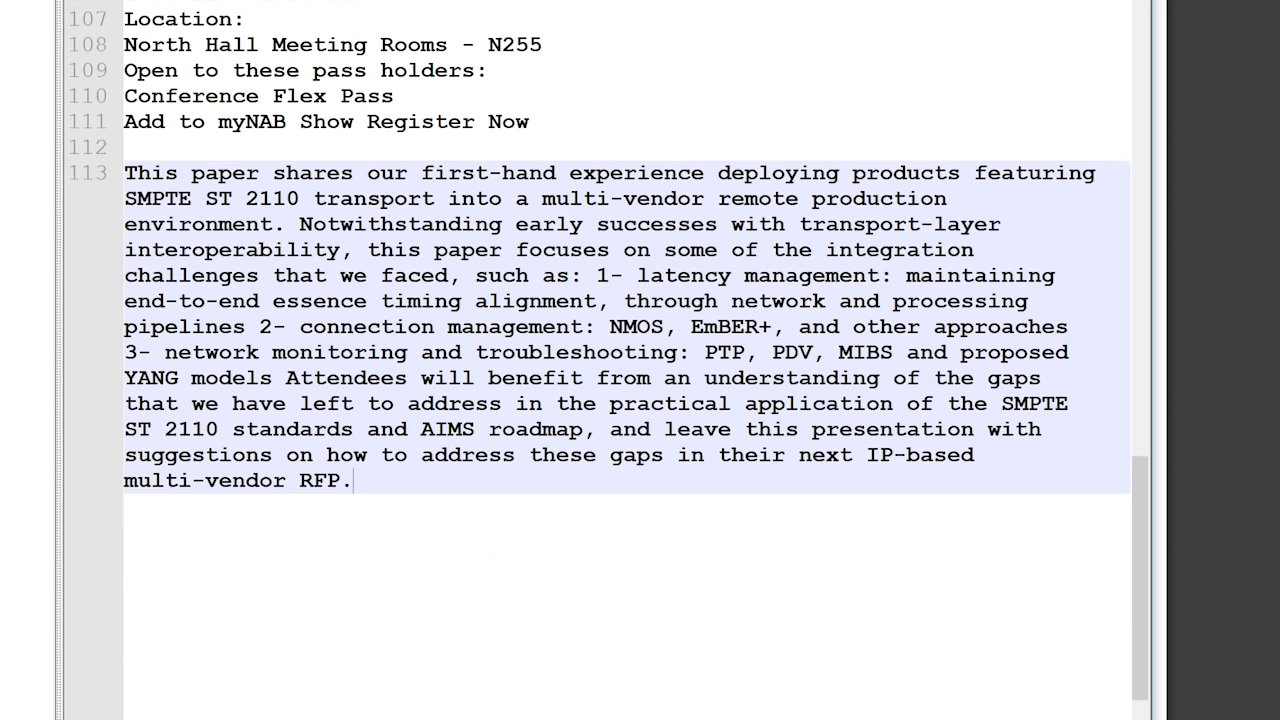 107 Location:
108 North Hall Meeting Rooms - N255
109 Open to these pass holders:
110 Conference Flex Pass
111 Add to myNAB Show Register Now
112
113 This paper shares our first-hand experience deploying products featuring
SMPTE ST 2110 transport into a multi-vendor remote production
environment. Notwithstanding early successes with transport-layer
interoperability, this paper focuses on some of the integration
challenges that we faced, such as: 1- latency management: maintaining
end-to-end essence timing alignment, through network and processing
pipelines 2- connection management: NMOS, EmBER+, and other approaches
3- network monitoring and troubleshooting: PTP, PDV, MIBS and proposed
YANG models Attendees will benefit from an understanding of the gaps
that we have left to address in the practical application of the SMPTE
ST 2110 standards and AIMS roadmap, and leave this presentation with
suggestions on how to address these gaps in their next IP-based
multi-vendor RFP.